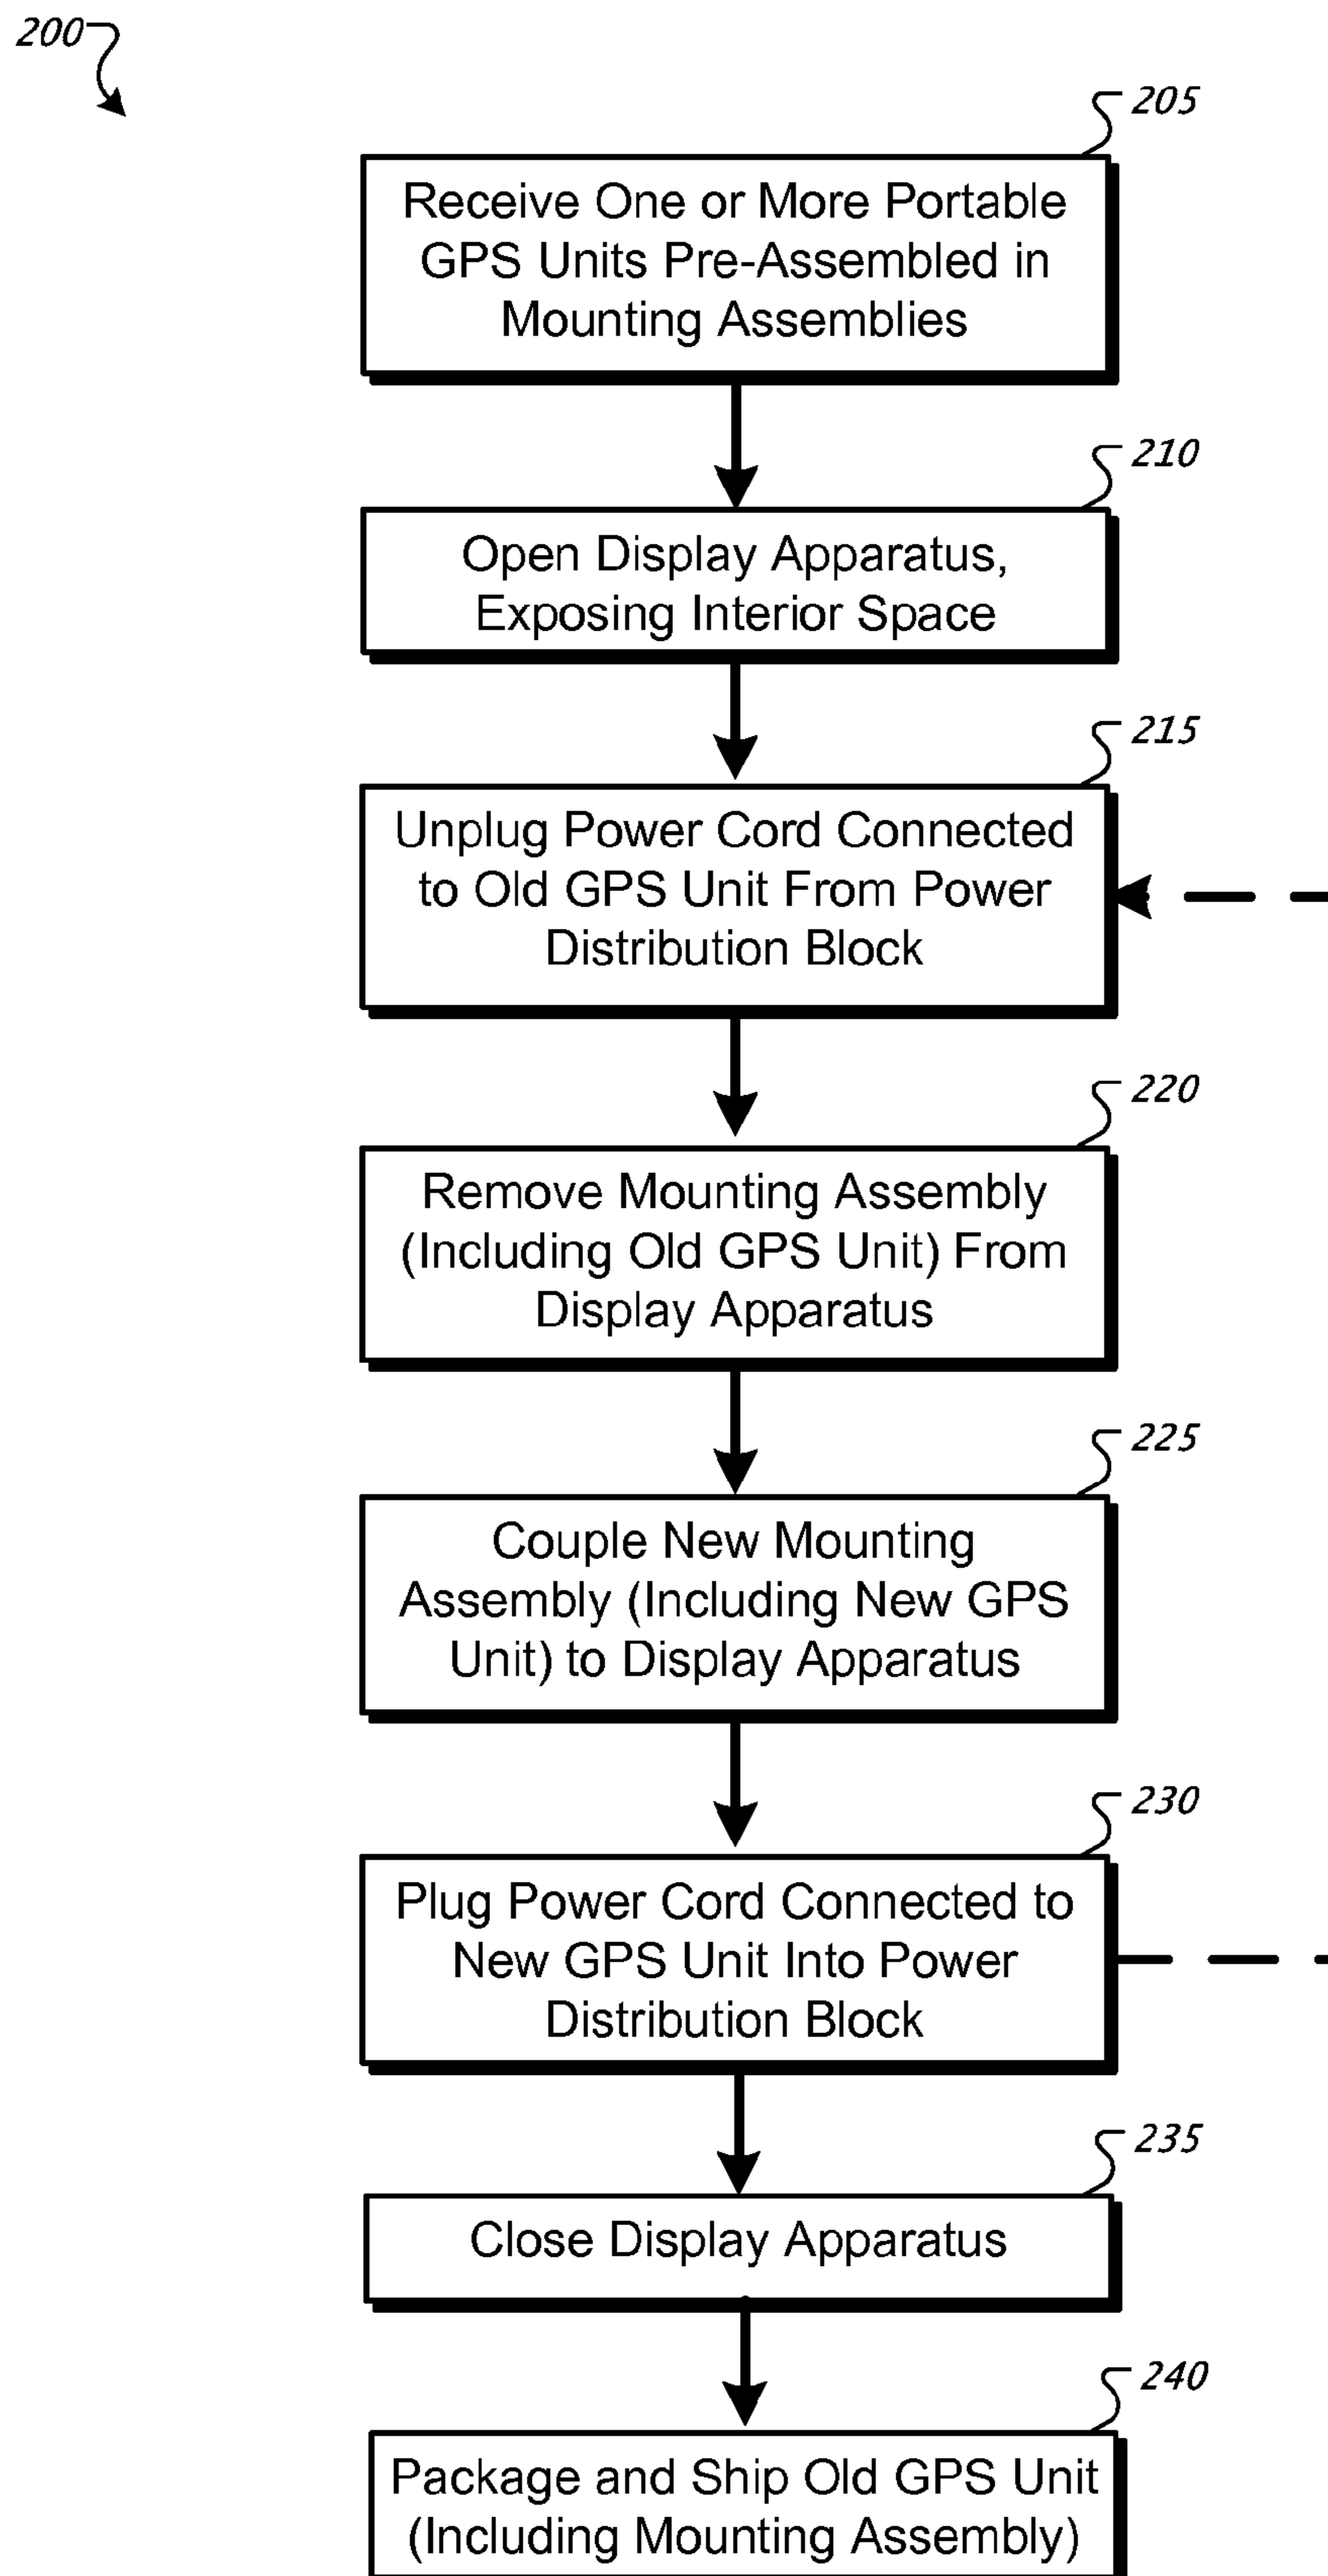 200
205
Receive One or More Portable
GPS Units Pre-Assembled in
Mounting Assemblies
210
Open Display Apparatus,
Exposing Interior Space
215
Unplug Power Cord Connected
to Old GPS Unit From Power
Distribution Block
220
Remove Mounting Assembly
(Including Old GPS Unit) From
Display Apparatus
225
Couple New Mounting
Assembly (Including New GPS
Unit) to Display Apparatus
230
Plug Power Cord Connected to
New GPS Unit Into Power
Distribution Block
235
Close Display Apparatus
240
Package and Ship Old GPS Unit
(Including Mounting Assembly)